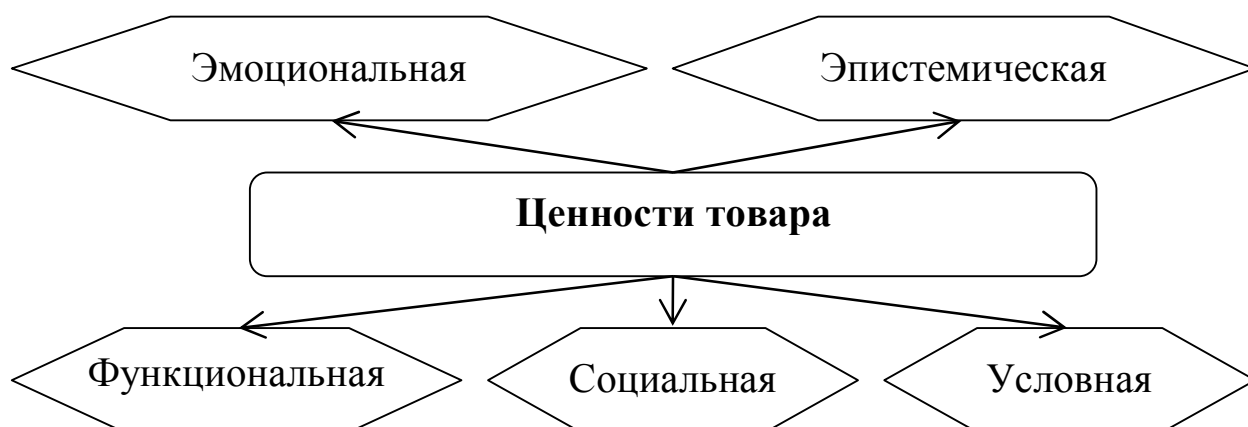 Эмоциональная
Эпистемическая
Ценности товара
Функциональная
Социальная
Условная